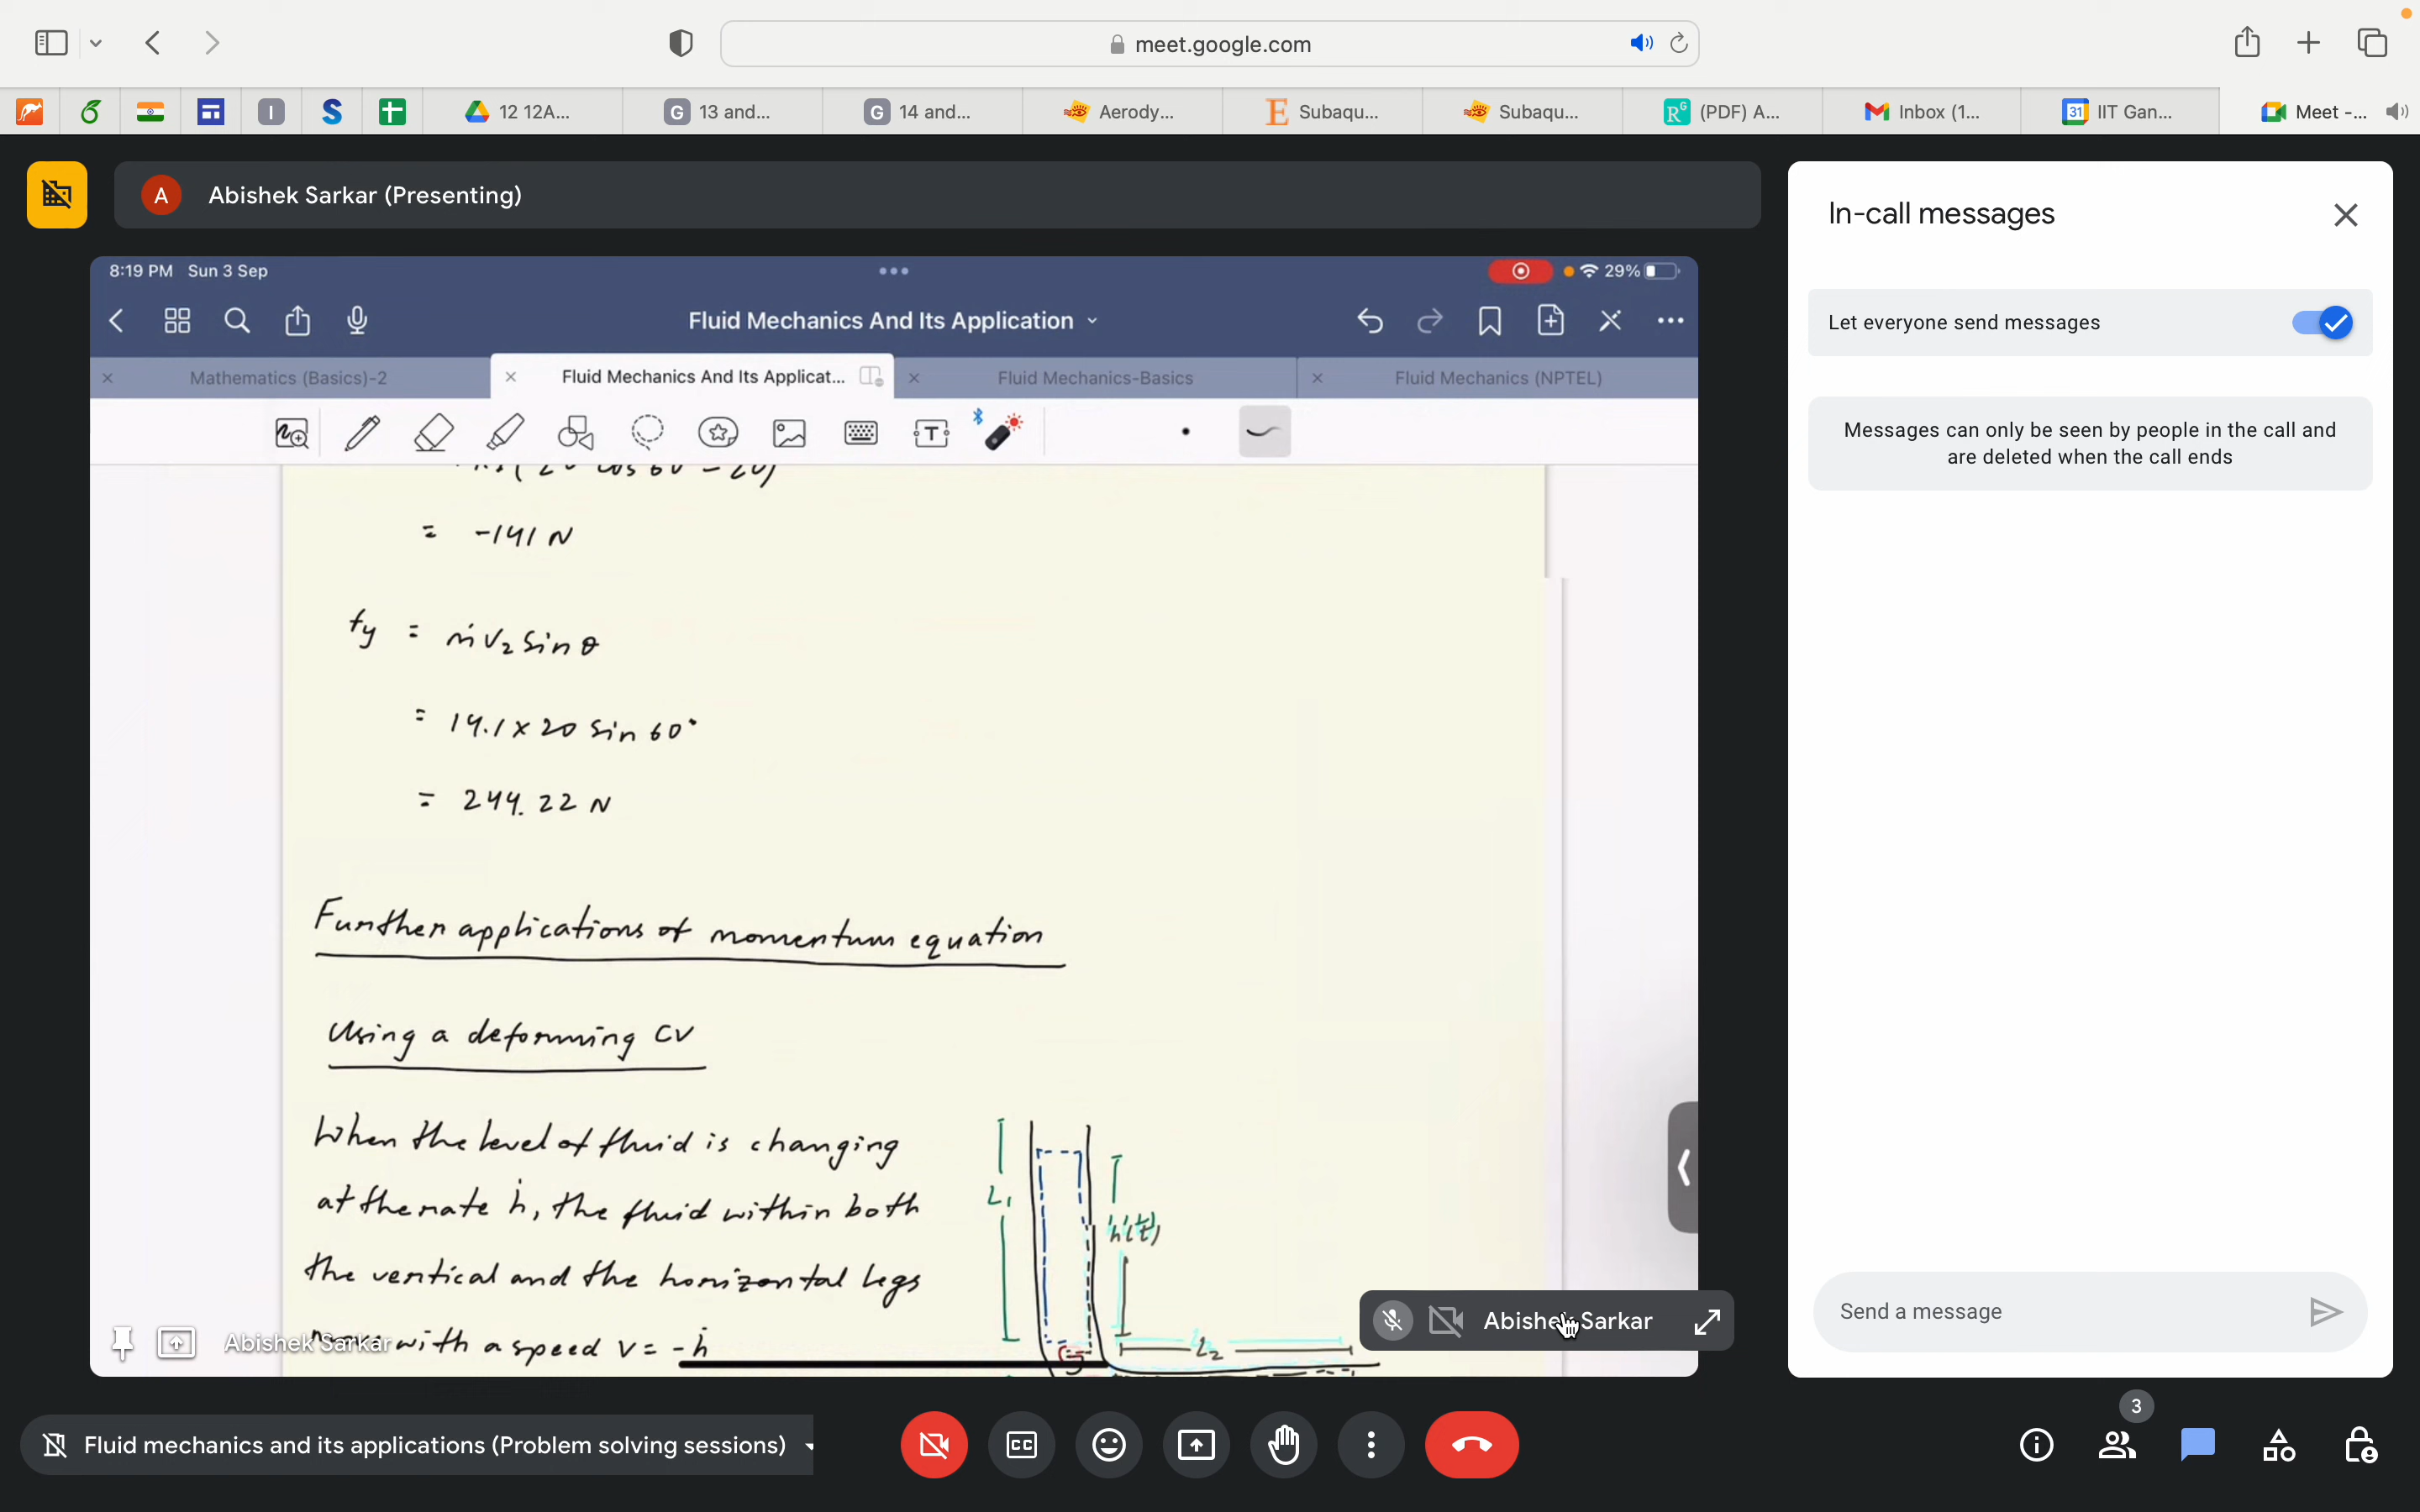 meet.google.com
12 12A...
G 13 and...
G 14 and...
Aerody...
E Subaqu...
Subaqu...
RG (PDF) A...
Inbox (1...
31 IIT Gan...
Meet -...
A Abishek Sarkar (Presenting)
8:19 PM Sun 3 Sep
29%
Fluid Mechanics And Its Application
Mathematics (Basics)-2
Fluid Mechanics And Its Applicat...
Fluid Mechanics-Basics
Fluid Mechanics (NPTEL)
= -141 N
fy = ṁ V₂ Sin θ
= 14.1 × 20 Sin 60°
= 244.22 N
Further applications of momentum equation
Using a deforming CV
When the level of fluid is changing
at the rate ḣ, the fluid within both
the vertical and the horizontal legs
with a speed V = -ḣ
L₁
h(t)
L₂
Abishek Sarkar
Abishek Sarkar
In-call messages
Let everyone send messages
Messages can only be seen by people in the call and
are deleted when the call ends
Send a message
Fluid mechanics and its applications (Problem solving sessions)
CC
3